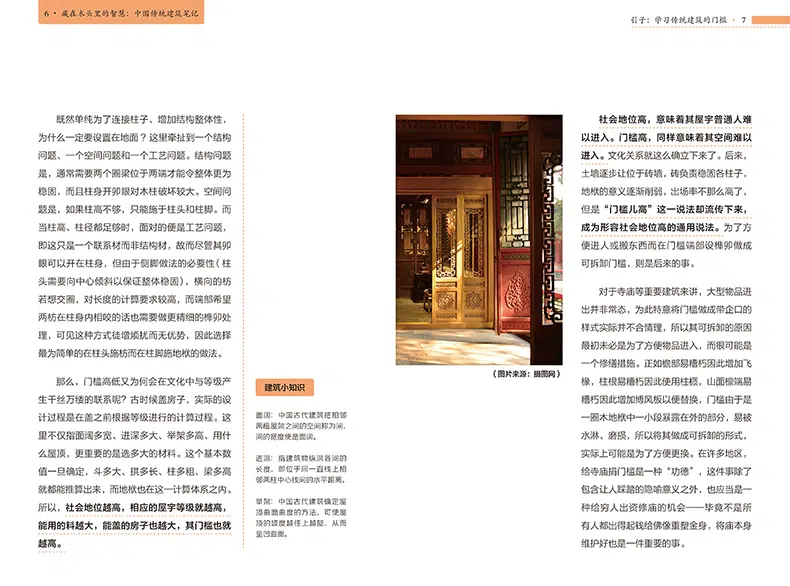 6 · 藏在木头里的智慧：中国传统建筑笔记
既然单纯为了连接柱子、增加结构整体性，
为什么一定要设置在地面？这里牵扯到一个结构
问题、一个空间问题和一个工艺问题。结构问题
是，通常需要两个圈梁位于两端才能令整体更为
稳固，而且柱身开卯眼对木柱破坏较大。空间问
题是，如果柱高不够，只能施于柱头和柱脚。而
当柱高、柱径都足够时，面对的便是工艺问题，
即这只是一个联系材而非结构材，故而尽管其卯
眼可以开在柱身，但由于侧脚做法的必要性（柱
头需要向中心倾斜以保证整体稳固），横向的枋
若想交圈，对长度的计算要求较高，而端部希望
两枋在柱身内相咬的话也需要做更精细的榫卯处
理，可见这种方式徒增烦扰而无优势，因此选择
最为简单的在柱头施枋而在柱脚施地栿的做法。
那么，门槛高低又为何会在文化中与等级产
生千丝万缕的联系呢？古时候盖房子，实际的设
计过程是在盖之前根据等级进行的计算过程。这
里不仅指面阔多宽、进深多大、举架多高、用什
么屋顶，更重要的是选多大的材料。这个基本数
值一旦确定，斗多大、拱多长、柱多粗、梁多高
就都能推算出来，而地栿也在这一计算体系之内。
所以，社会地位越高，相应的屋宇等级就越高，
能用的料越大，能盖的房子也越大，其门槛也就
越高。
建筑小知识
面阔：中国古代建筑把相邻
两榀屋架之间的空间称为间，
间的宽度便是面阔。
进深：指建筑物纵深各间的
长度，即位于同一直线上相
邻两柱中心线间的水平距离。
举架：中国古代建筑确定屋
顶曲面曲度的方法，可使屋
顶的坡度越往上越陡，从而
呈凹曲面。
引子：学习传统建筑的门槛 · 7
（图片来源：摄图网）
社会地位高，意味着其屋宇普通人难
以进入。门槛高，同样意味着其空间难以
进入。文化关系就这么确立下来了。后来，
土墙逐步让位于砖墙，砖负责稳固各柱子，
地栿的意义逐渐削弱，出场率不那么高了，
但是“门槛儿高”这一说法却流传下来，
成为形容社会地位高的通用说法。为了方
便进人或搬东西而在门槛端部设榫卯做成
可拆卸门槛，则是后来的事。
对于寺庙等重要建筑来讲，大型物品进
出并非常态，为此特意将门槛做成带企口的
样式实际并不合情理，所以其可拆卸的原因
最初未必是为了方便物品进入，而很可能是
一个修缮措施。正如檐部易糟朽因此增加飞
椽，柱根易糟朽因此使用柱櫍，山面檩端易
糟朽因此增加博风板以便替换，门槛由于是
一圈木地栿中一小段暴露在外的部分，易被
水淋、磨损，所以将其做成可拆卸的形式，
实际上可能是为了方便更换。在许多地区，
给寺庙捐门槛是一种“功德”，这件事除了
包含让人踩踏的隐喻意义之外，也应当是一
种给穷人出资修庙的机会——毕竟不是所
有人都出得起钱给佛像重塑金身，将庙本身
维护好也是一件重要的事。